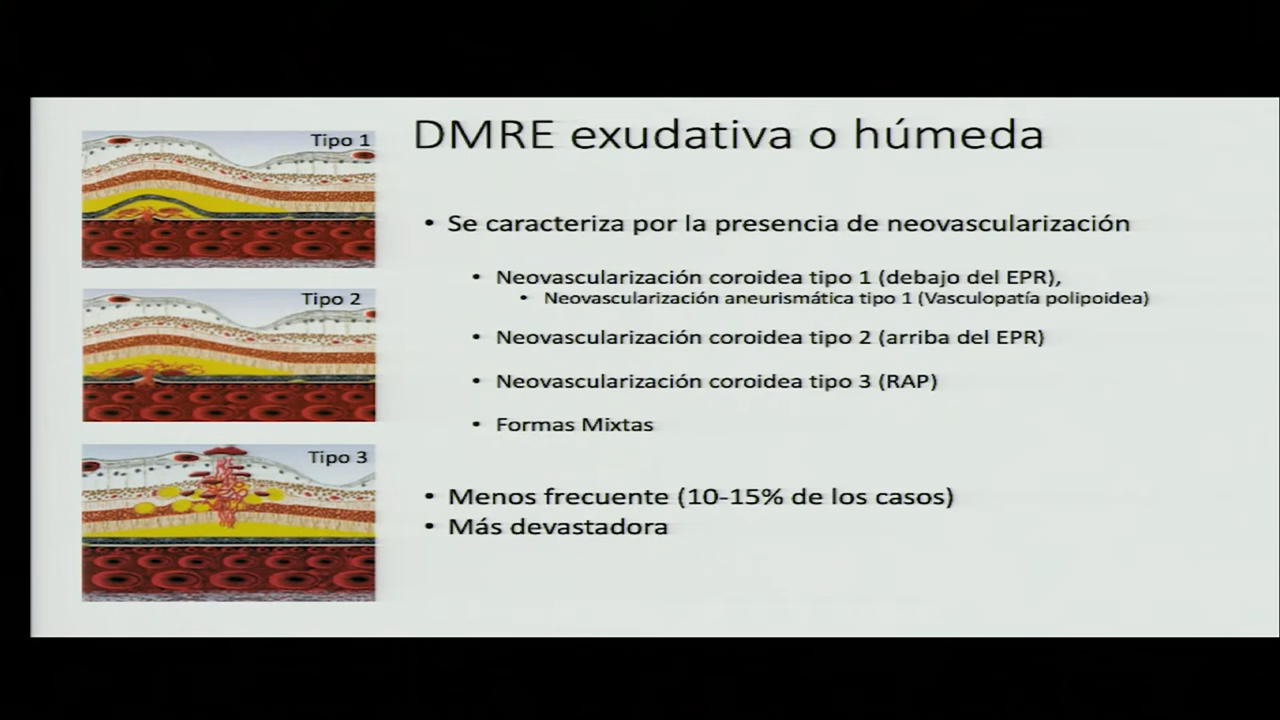 Tipo 1
Tipo 2
Tipo 3
DMRE exudativa o húmeda
• Se caracteriza por la presencia de neovascularización
• Neovascularización coroidea tipo 1 (debajo del EPR),
• Neovascularización aneurismática tipo 1 (Vasculopatía polipoidea)
• Neovascularización coroidea tipo 2 (arriba del EPR)
• Neovascularización coroidea tipo 3 (RAP)
• Formas Mixtas
• Menos frecuente (10-15% de los casos)
• Más devastadora